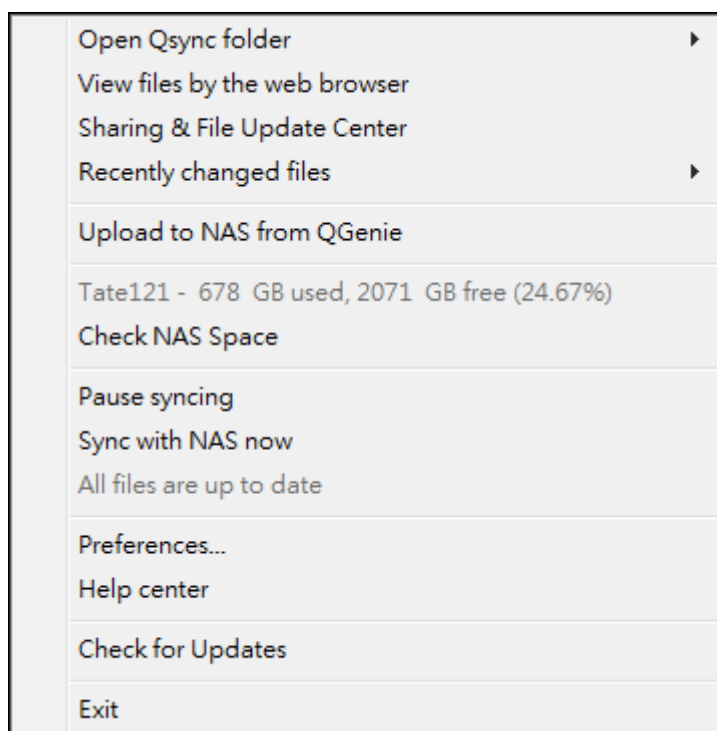 Open Qsync folder
View files by the web browser
Sharing & File Update Center
Recently changed files
Upload to NAS from QGenie
Tate121 - 678 GB used, 2071 GB free (24.67%)
Check NAS Space
Pause syncing
Sync with NAS now
All files are up to date
Preferences...
Help center
Check for Updates
Exit